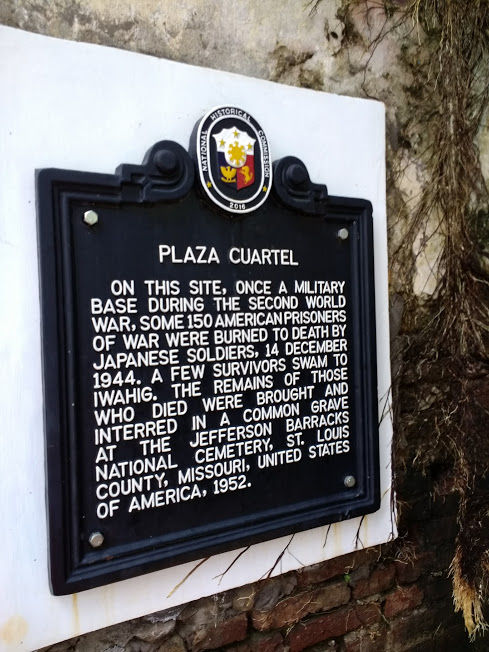 NATIONAL HISTORICAL COMMISSION
2016
PLAZA CUARTEL
ON THIS SITE, ONCE A MILITARY
BASE DURING THE SECOND WORLD
WAR, SOME 150 AMERICAN PRISONERS
OF WAR WERE BURNED TO DEATH BY
JAPANESE SOLDIERS, 14 DECEMBER
1944. A FEW SURVIVORS SWAM TO
IWAHIG. THE REMAINS OF THOSE
WHO DIED WERE BROUGHT AND
INTERRED IN A COMMON GRAVE
AT THE JEFFERSON BARRACKS
NATIONAL CEMETERY, ST. LOUIS
COUNTY, MISSOURI, UNITED STATES
OF AMERICA, 1952.